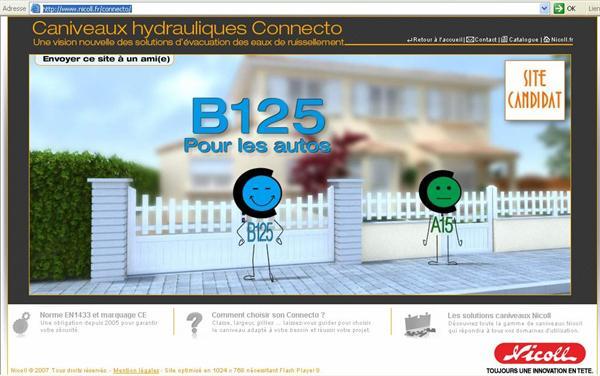 Adresse http://www.nicoll.fr/connecto/ OK Lien
Caniveaux hydrauliques Connecto
Une vision nouvelle des solutions d'évacuation des eaux de ruissellement
Retour à l'accueil | Contact | Catalogue | Nicoll.fr
Envoyer ce site à un ami(e)
SITE
CANDIDAT
B125
Pour les autos
B125
A15
Norme EN1433 et marquage CE
Une obligation depuis 2005 pour garantir
votre sécurité.
?
Comment choisir son Connecto ?
Classe, largeur, grilles ... laissez-vous guider pour choisir
le caniveau adapté à votre besoin et réussir votre projet.
Les solutions caniveaux Nicoll
Découvrez toute la gamme de caniveaux Nicoll
qui répondra à tous vos domaines d'utilisation.
Nicoll
TOUJOURS UNE INNOVATION EN TETE.
Nicoll © 2007 Tous droits réservés. - Mentions légales - Site optimisé en 1024 x 768 nécessitant Flash Player 9